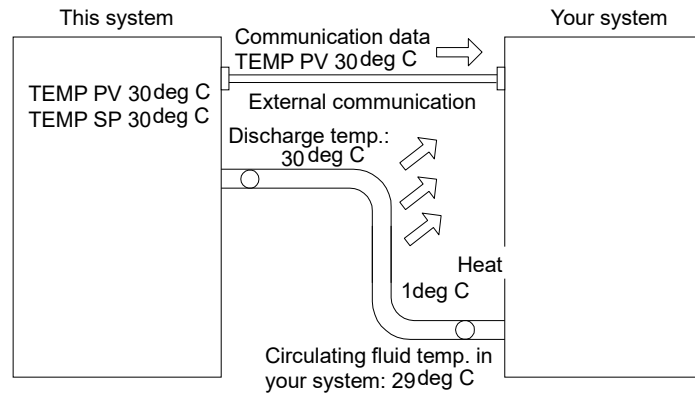 This system
Your system
Communication data
TEMP PV 30deg C
External communication
TEMP PV 30deg C
TEMP SP 30deg C
Discharge temp.:
30deg C
Heat
1deg C
Circulating fluid temp. in
your system: 29deg C